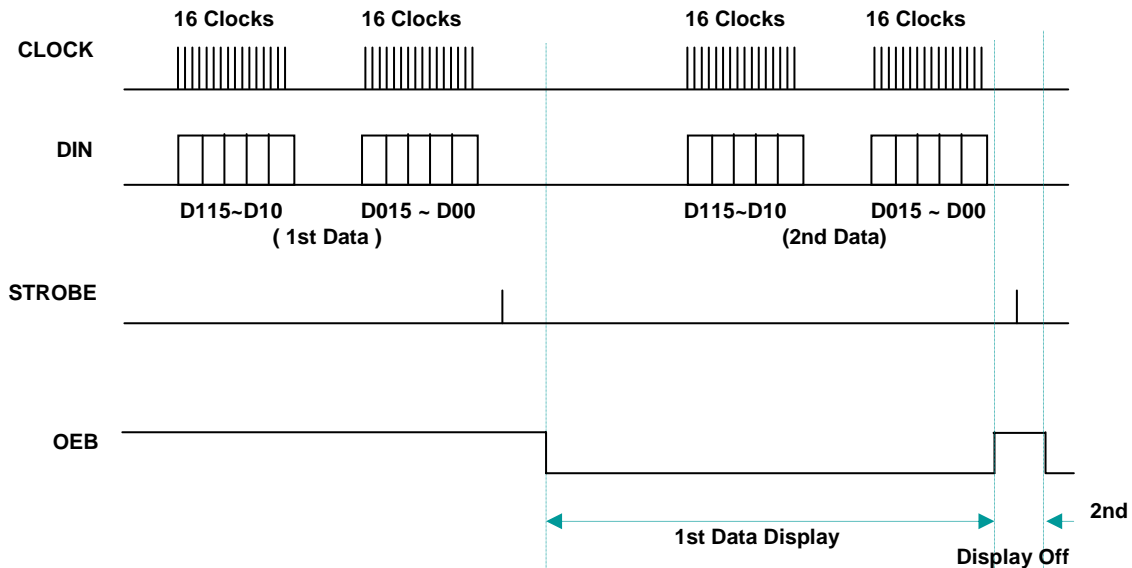 16 Clocks 16 Clocks 16 Clocks 16 Clocks
CLOCK
DIN
D115~D10 D015 ~ D00 D115~D10 D015 ~ D00
( 1st Data ) (2nd Data)
STROBE
OEB
2nd
1st Data Display
Display Off